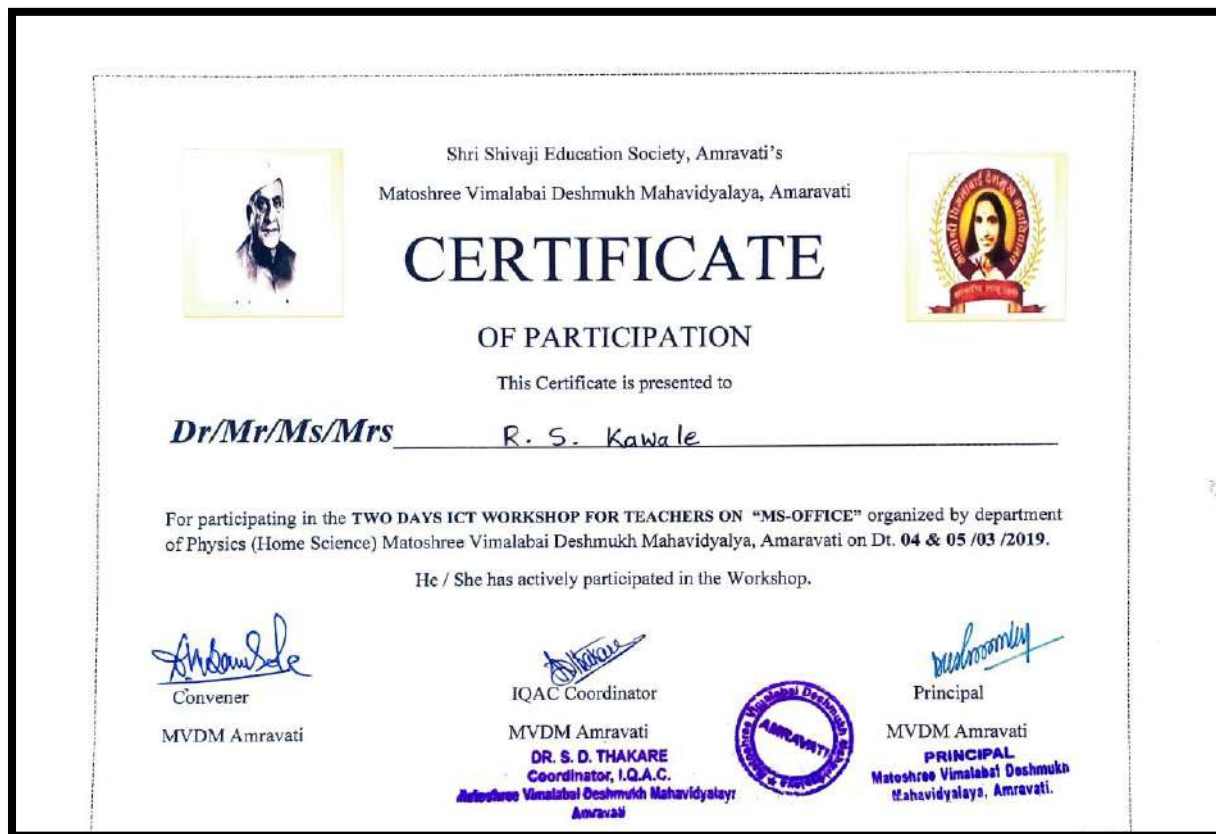 Shri Shivaji Education Society, Amravati's
Matoshree Vimalabai Deshmukh Mahavidyalaya, Amaravati
CERTIFICATE
OF PARTICIPATION
This Certificate is presented to
Dr/Mr/Ms/Mrs R. S. Kawale
For participating in the TWO DAYS ICT WORKSHOP FOR TEACHERS ON "MS-OFFICE" organized by department
of Physics (Home Science) Matoshree Vimalabai Deshmukh Mahavidyalya, Amaravati on Dt. 04 & 05 /03 /2019.
He / She has actively participated in the Workshop.
Convener
MVDM Amravati
IQAC Coordinator
MVDM Amravati
DR. S. D. THAKARE
Coordinator, I.Q.A.C.
Matoshree Vimalabai Deshmukh Mahavidyalaya
Amravati
Matoshree Vimalabai Deshmukh Mahavidyalaya
AMRAVATI
Principal
MVDM Amravati
PRINCIPAL
Matoshree Vimalabai Deshmukh
Mahavidyalaya, Amravati.